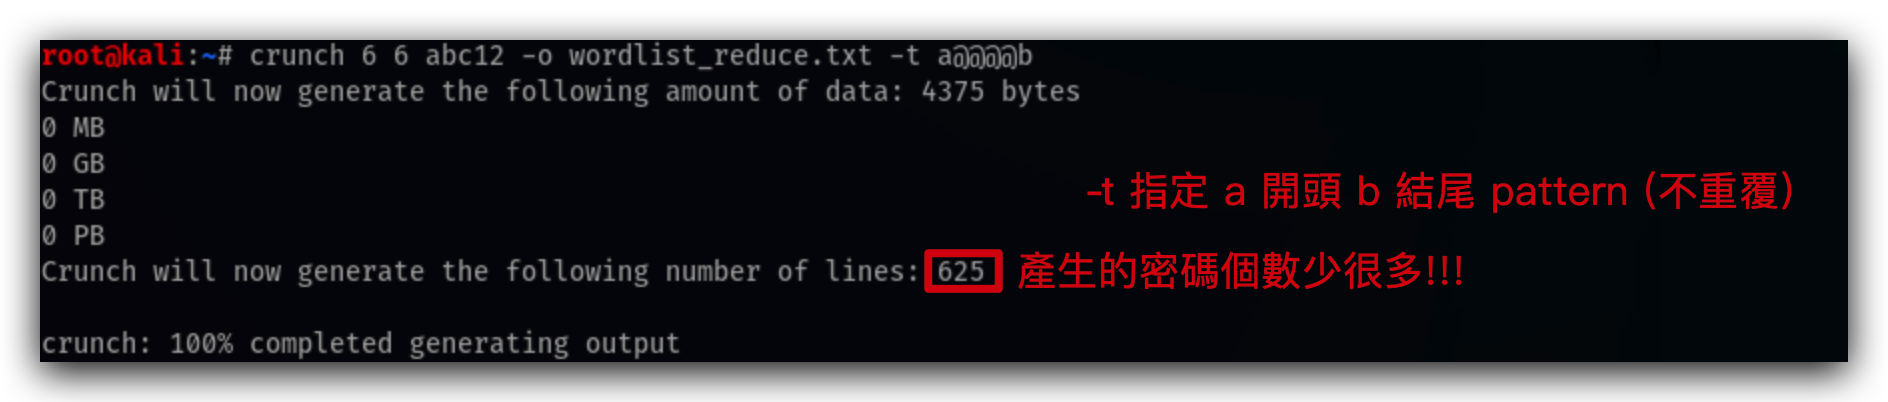 root@kali:~# crunch 6 6 abc12 -o wordlist_reduce.txt -t a@@@@b
Crunch will now generate the following amount of data: 4375 bytes
0 MB
0 GB
0 TB
-t 指定 a 開頭 b 結尾 pattern (不重覆)
0 PB
Crunch will now generate the following number of lines: 625 產生的密碼個數少很多!!!
crunch: 100% completed generating output